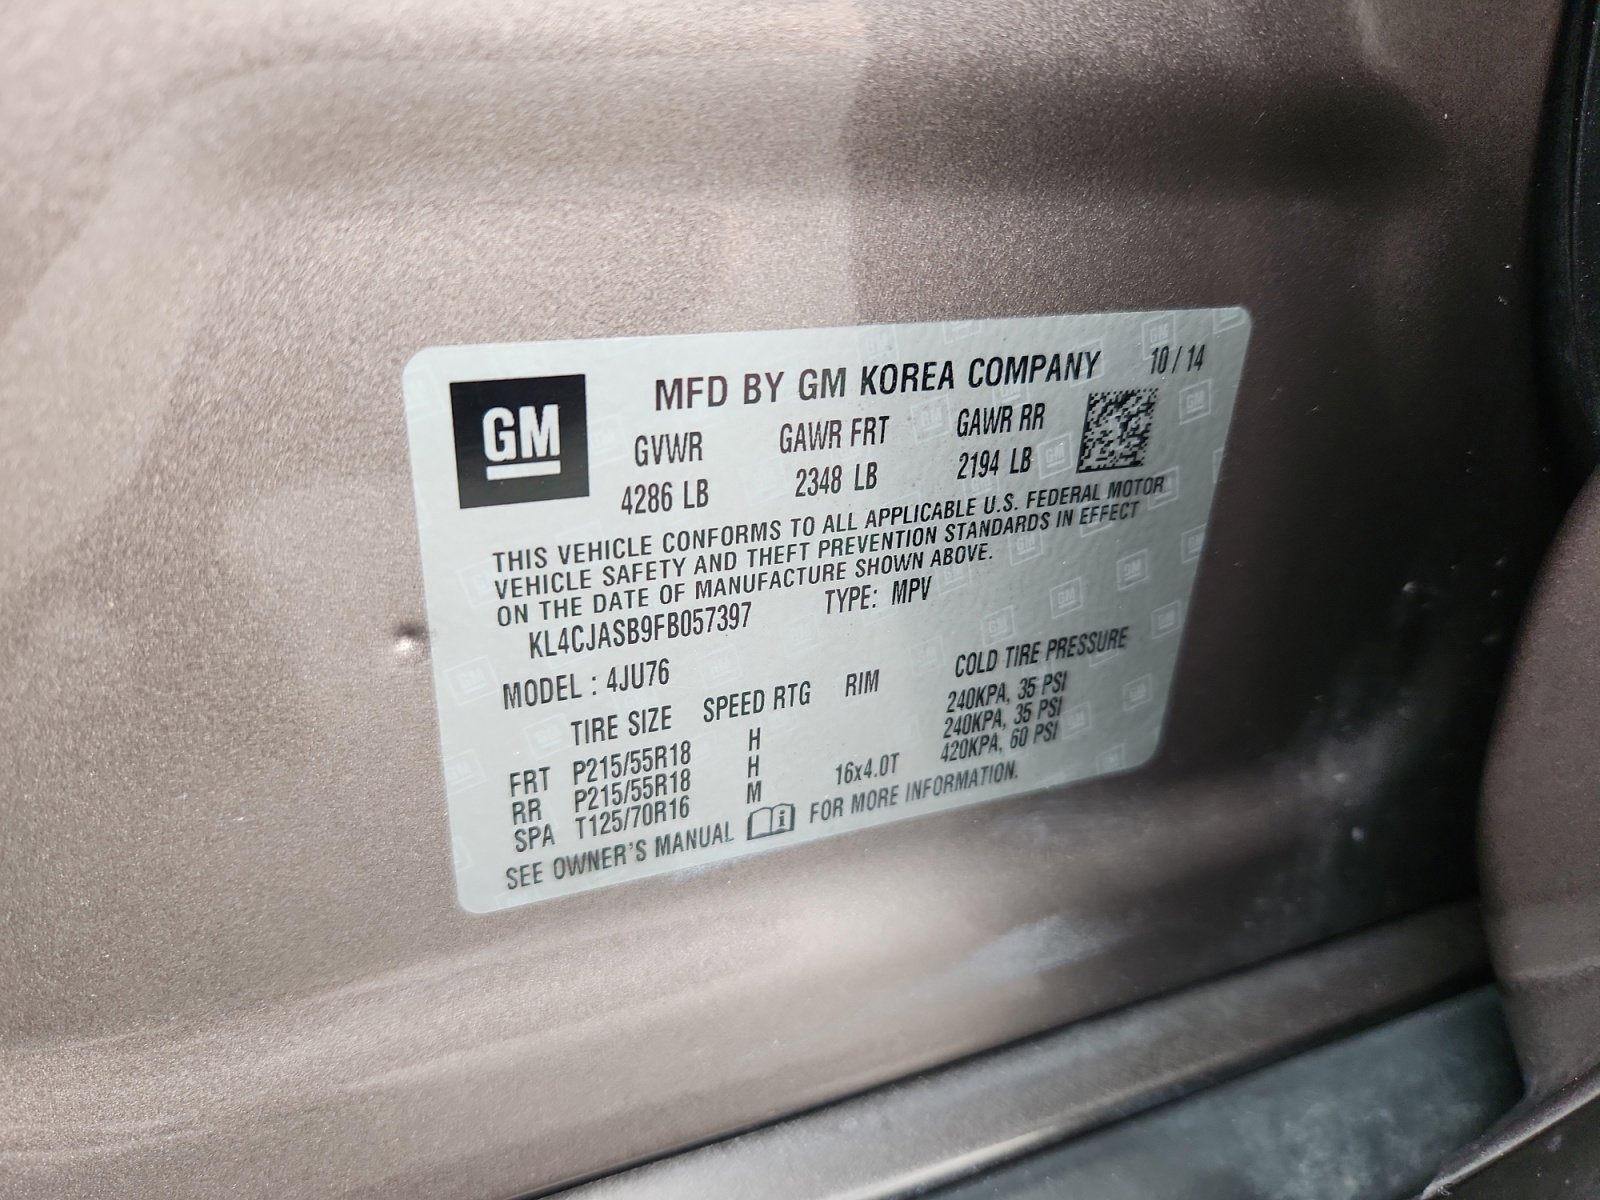 GM
MFD BY GM KOREA COMPANY 10 / 14
GVWR GAWR FRT GAWR RR
4286 LB 2348 LB 2194 LB
THIS VEHICLE CONFORMS TO ALL APPLICABLE U.S. FEDERAL MOTOR
VEHICLE SAFETY AND THEFT PREVENTION STANDARDS IN EFFECT
ON THE DATE OF MANUFACTURE SHOWN ABOVE.
KL4CJASB9FB057397 TYPE: MPV
MODEL : 4JU76
TIRE SIZE SPEED RTG RIM COLD TIRE PRESSURE
FRT P215/55R18 H 240KPA, 35 PSI
RR P215/55R18 H 240KPA, 35 PSI
SPA T125/70R16 M 16x4.0T 420KPA, 60 PSI
SEE OWNER'S MANUAL i FOR MORE INFORMATION.